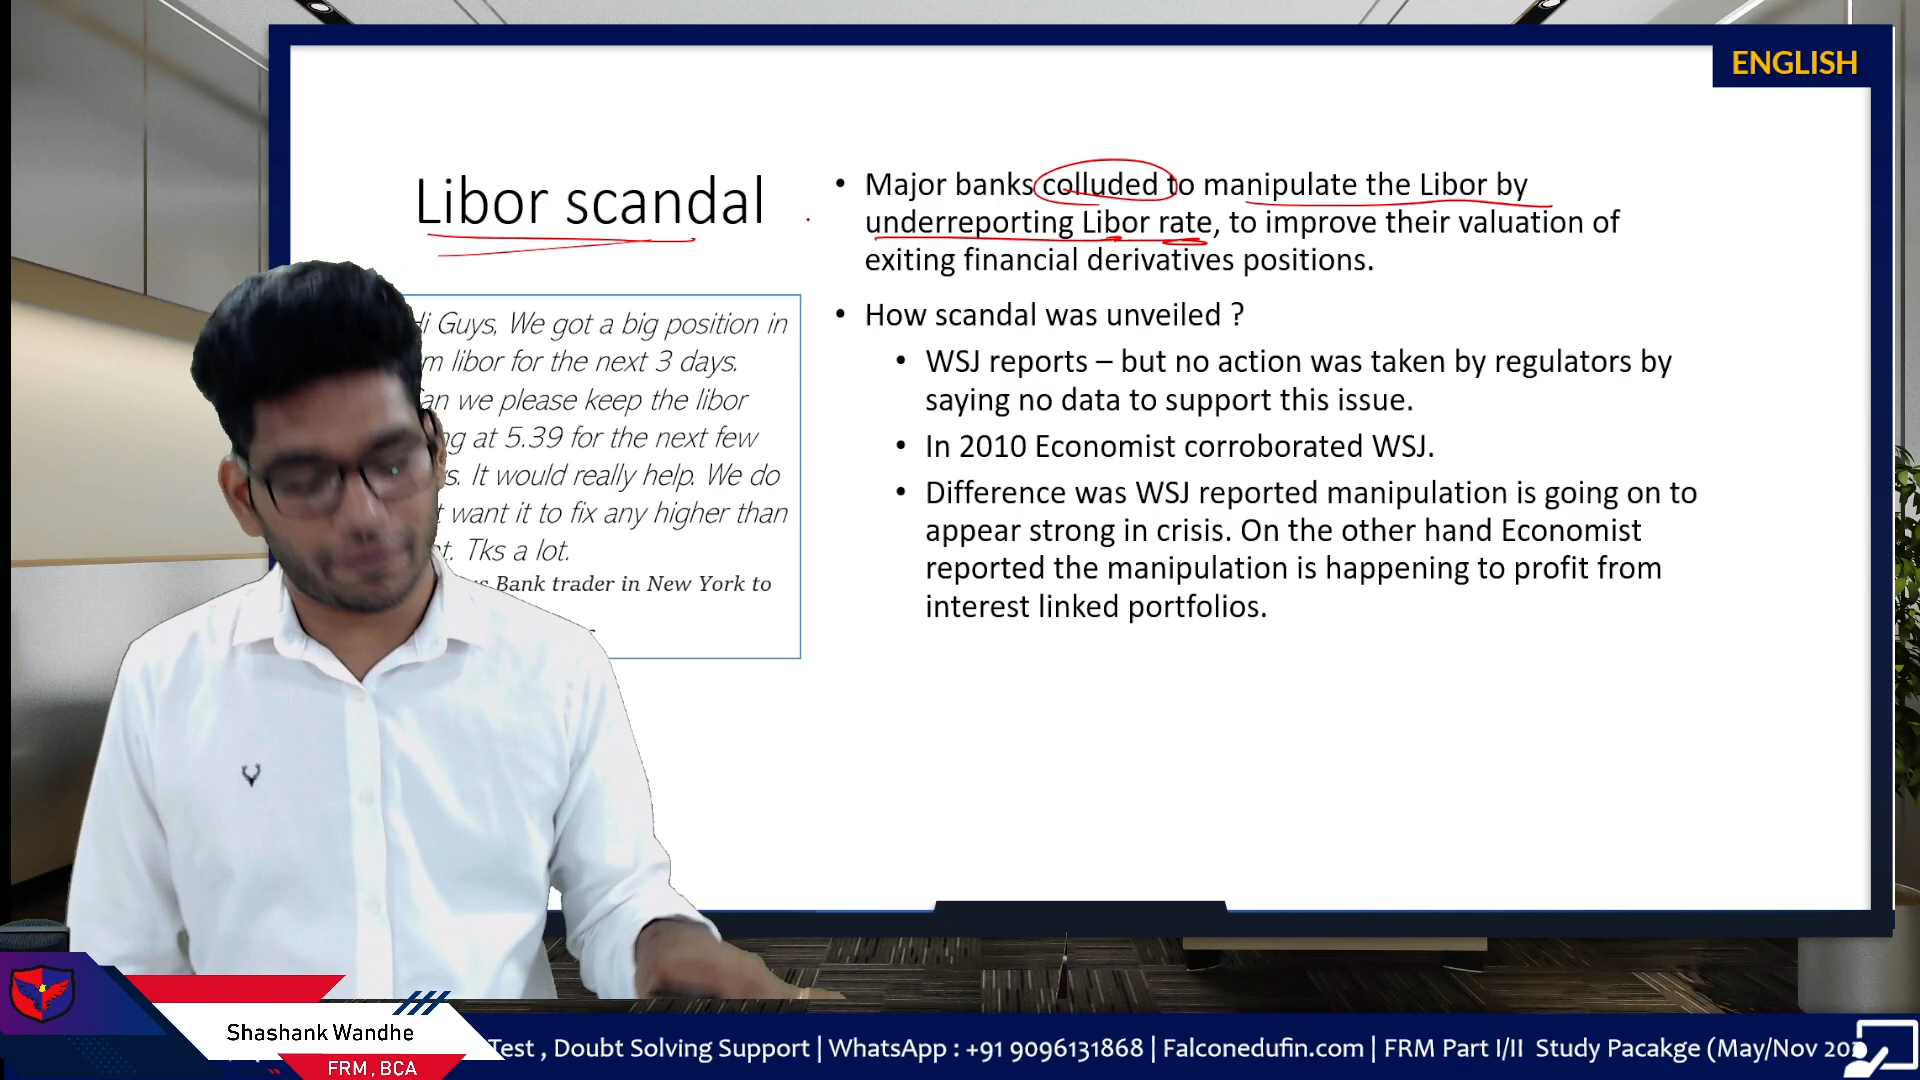 ENGLISH
Libor scandal
• Major banks colluded to manipulate the Libor by
underreporting Libor rate, to improve their valuation of
exiting financial derivatives positions.
• How scandal was unveiled ?
• WSJ reports – but no action was taken by regulators by
saying no data to support this issue.
• In 2010 Economist corroborated WSJ.
• Difference was WSJ reported manipulation is going on to
appear strong in crisis. On the other hand Economist
reported the manipulation is happening to profit from
interest linked portfolios.
Guys, We got a big position in
libor for the next 3 days.
we please keep the libor
at 5.39 for the next few
It would really help. We do
want it to fix any higher than
Tks a lot.
Bank trader in New York to
Shashank Wandhe
FRM, BCA
Test , Doubt Solving Support | WhatsApp : +91 9096131868 | Falconedufin.com | FRM Part I/II Study Pacakge (May/Nov